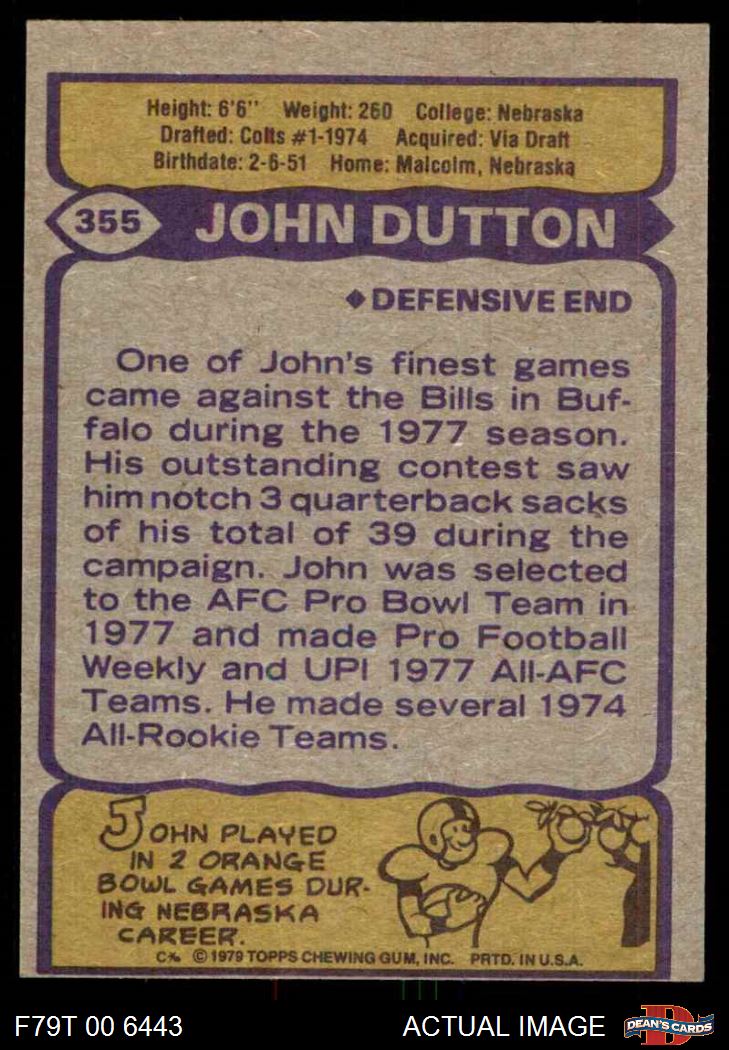 Height: 6'6" Weight: 260 College: Nebraska
Drafted: Colts #1-1974 Acquired: Via Draft
Birthdate: 2-6-51 Home: Malcolm, Nebraska
355 JOHN DUTTON
◆ DEFENSIVE END
One of John's finest games
came against the Bills in Buf-
falo during the 1977 season.
His outstanding contest saw
him notch 3 quarterback sacks
of his total of 39 during the
campaign. John was selected
to the AFC Pro Bowl Team in
1977 and made Pro Football
Weekly and UPI 1977 All-AFC
Teams. He made several 1974
All-Rookie Teams.
JOHN PLAYED
IN 2 ORANGE
BOWL GAMES DUR-
ING NEBRASKA
CAREER.
© 1979 TOPPS CHEWING GUM, INC. PRTD. IN U.S.A.
F79T 00 6443 ACTUAL IMAGE
D
DEAN'S CARDS